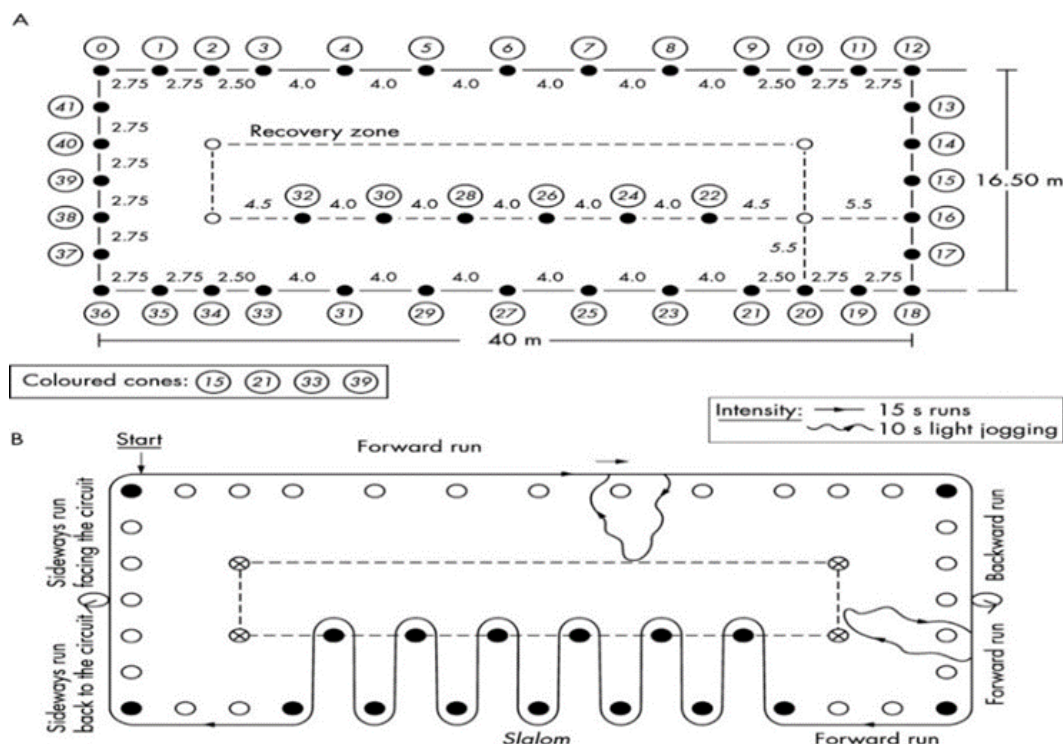 A
0 1 2 3 4 5 6 7 8 9 10 11 12
2.75 2.75 2.50 4.0 4.0 4.0 4.0 4.0 4.0 2.50 2.75 2.75
41 2.75 13
40 Recovery zone 14
2.75
39 32 30 28 26 24 22 15 16.50 m
2.75
38 4.5 4.0 4.0 4.0 4.0 4.0 4.5 5.5 16
2.75 5.5
37 17
2.75 2.75 2.50 4.0 4.0 4.0 4.0 4.0 4.0 2.50 2.75 2.75
36 35 34 33 31 29 27 25 23 21 20 19 18
40 m
Coloured cones: 15 21 33 39
Intensity: 15 s runs
10 s light jogging
B
Start
Forward run
Sideways run
facing the circuit
Backward run
Sideways run
back to the circuit
Forward run
Slalom
Forward run